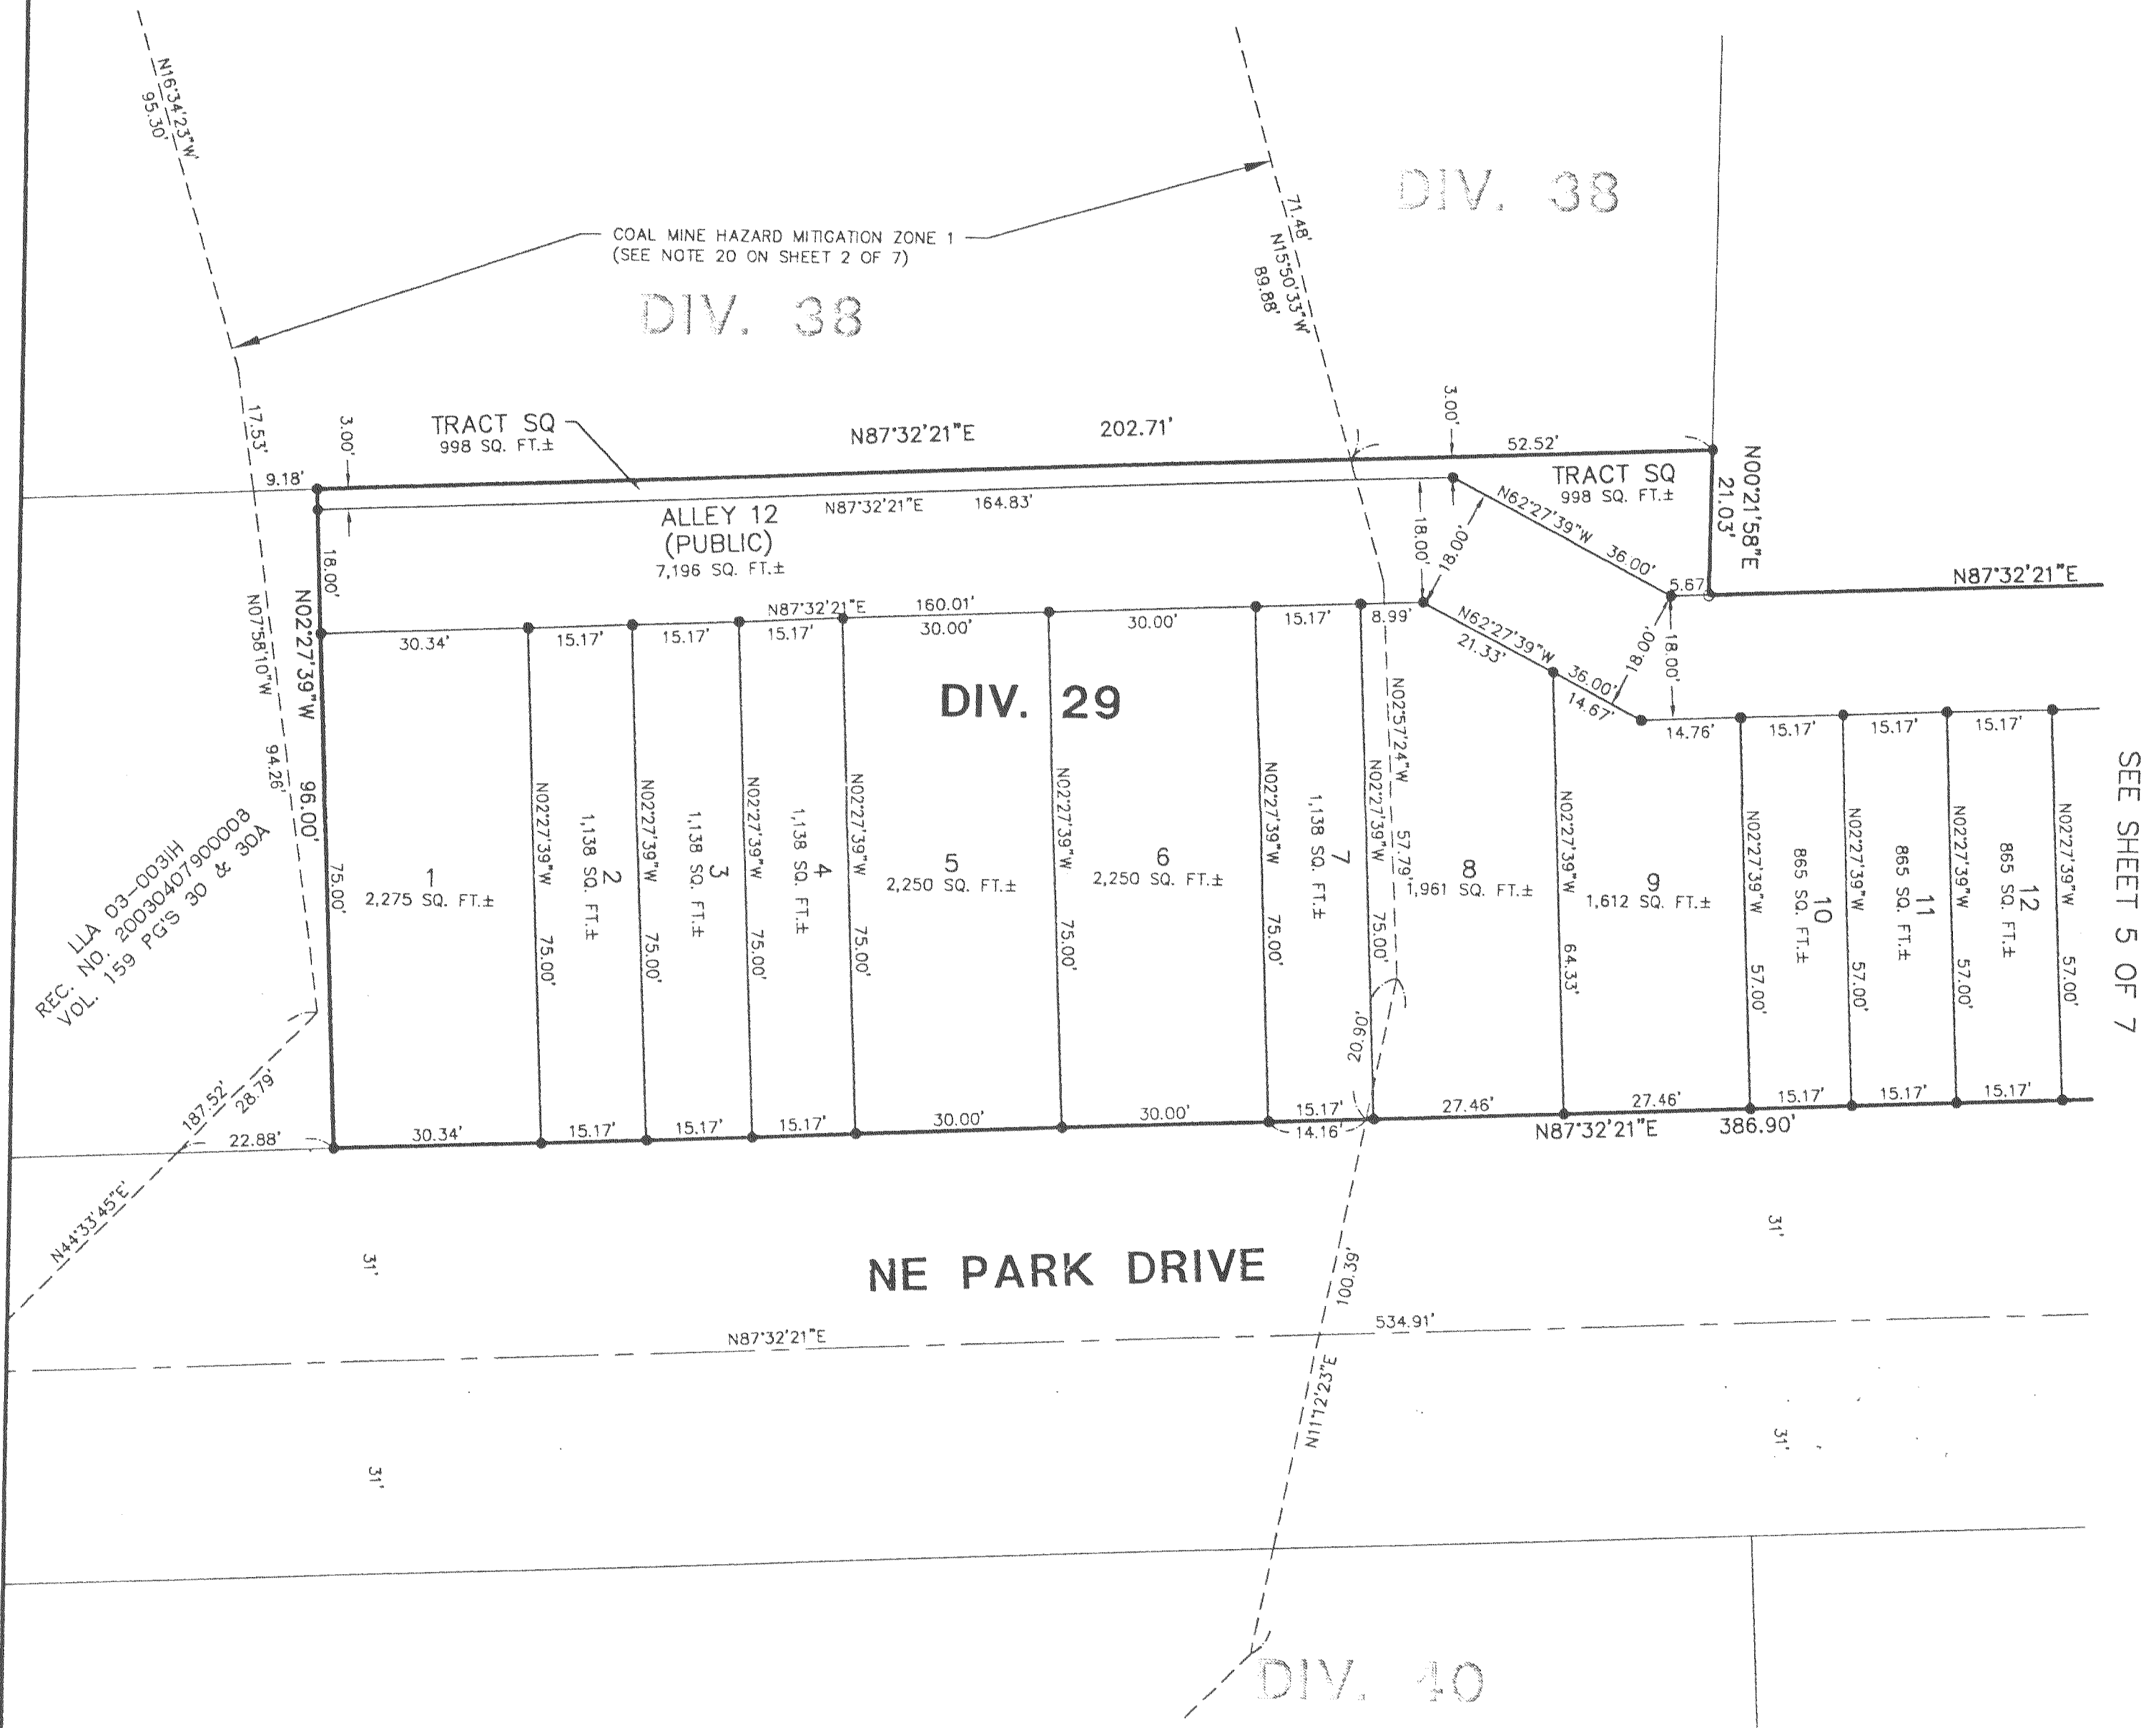 N16°34'23"W
95.30'
71.48'
N15°50'33"W
89.88'
DIV. 38
COAL MINE HAZARD MITIGATION ZONE 1
(SEE NOTE 20 ON SHEET 2 OF 7)
DIV. 38
17.53'
9.18'
3.00'
TRACT SQ
998 SQ. FT.±
N87°32'21"E 202.71'
3.00'
52.52'
TRACT SQ
998 SQ. FT.±
N00°21'58"E
21.03'
N87°32'21"E 164.83'
ALLEY 12
(PUBLIC)
7,196 SQ. FT.±
18.00'
18.00'
18.00'
N62°27'39"W 36.00'
5.67
N87°32'21"E
N87°32'21"E 160.01'
30.34'
15.17'
15.17'
15.17'
30.00'
30.00'
15.17'
8.99'
N62°27'39"W
21.33'
36.00'
14.67'
18.00'
18.00'
14.76'
15.17'
15.17'
15.17'
DIV. 29
N07°58'10"W 94.26'
N02°27'39"W 96.00'
75.00'
LLA 03-003IH
REC. NO. 20030407900008
VOL. 159 PG'S 30 & 30A
1
2,275 SQ. FT.±
N02°27'39"W 75.00'
2
1,138 SQ. FT.±
N02°27'39"W 75.00'
3
1,138 SQ. FT.±
N02°27'39"W 75.00'
4
1,138 SQ. FT.±
N02°27'39"W 75.00'
5
2,250 SQ. FT.±
N02°27'39"W 75.00'
6
2,250 SQ. FT.±
N02°27'39"W 75.00'
7
1,138 SQ. FT.±
N02°27'39"W 75.00'
N02°57'24"W 57.79'
8
1,961 SQ. FT.±
N02°27'39"W 64.33'
9
1,612 SQ. FT.±
N02°27'39"W 57.00'
10
865 SQ. FT.±
N02°27'39"W 57.00'
11
865 SQ. FT.±
N02°27'39"W 57.00'
12
865 SQ. FT.±
N02°27'39"W 57.00'
SEE SHEET 5 OF 7
20.90'
187.52'
28.79'
22.88'
30.34'
15.17'
15.17'
15.17'
30.00'
30.00'
15.17'
14.16'
27.46'
27.46'
15.17'
15.17'
15.17'
N87°32'21"E 386.90'
N44°33'45"E
31'
31'
NE PARK DRIVE
100.39'
N87°32'21"E
534.91'
N11°12'23"E
31'
31'
DIV. 40